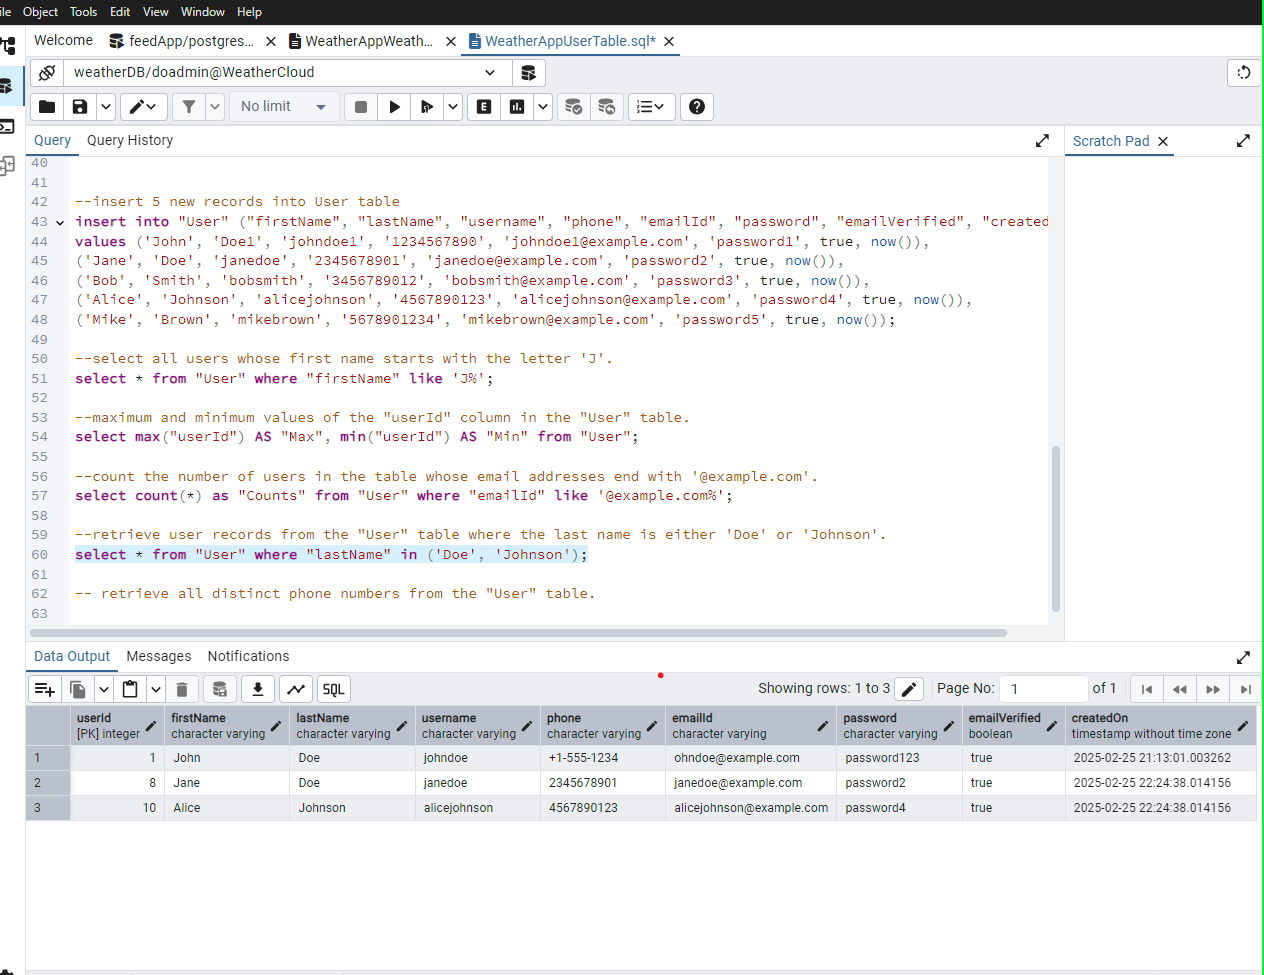 ile Object Tools Edit View Window Help
Welcome feedApp/postgres... WeatherAppWeath... WeatherAppUserTable.sql*
weatherDB/doadmin@WeatherCloud
No limit E
Query Query History Scratch Pad
40
41
42 --insert 5 new records into User table
43 insert into "User" ("firstName", "lastName", "username", "phone", "emailId", "password", "emailVerified", "created
44 values ('John', 'Doe1', 'johndoe1', '1234567890', 'johndoe1@example.com', 'password1', true, now()),
45 ('Jane', 'Doe', 'janedoe', '2345678901', 'janedoe@example.com', 'password2', true, now()),
46 ('Bob', 'Smith', 'bobsmith', '3456789012', 'bobsmith@example.com', 'password3', true, now()),
47 ('Alice', 'Johnson', 'alicejohnson', '4567890123', 'alicejohnson@example.com', 'password4', true, now()),
48 ('Mike', 'Brown', 'mikebrown', '5678901234', 'mikebrown@example.com', 'password5', true, now());
49
50 --select all users whose first name starts with the letter 'J'.
51 select * from "User" where "firstName" like 'J%';
52
53 --maximum and minimum values of the "userId" column in the "User" table.
54 select max("userId") AS "Max", min("userId") AS "Min" from "User";
55
56 --count the number of users in the table whose email addresses end with '@example.com'.
57 select count(*) as "Counts" from "User" where "emailId" like '@example.com%';
58
59 --retrieve user records from the "User" table where the last name is either 'Doe' or 'Johnson'.
60 select * from "User" where "lastName" in ('Doe', 'Johnson');
61
62 -- retrieve all distinct phone numbers from the "User" table.
63
Data Output Messages Notifications
SQL Showing rows: 1 to 3 Page No: 1 of 1
userId firstName lastName username phone emailId password emailVerified createdOn
[PK] integer character varying character varying character varying character varying character varying character varying boolean timestamp without time zone
1 1 John Doe johndoe +1-555-1234 ohndoe@example.com password123 true 2025-02-25 21:13:01.003262
2 8 Jane Doe janedoe 2345678901 janedoe@example.com password2 true 2025-02-25 22:24:38.014156
3 10 Alice Johnson alicejohnson 4567890123 alicejohnson@example.com password4 true 2025-02-25 22:24:38.014156